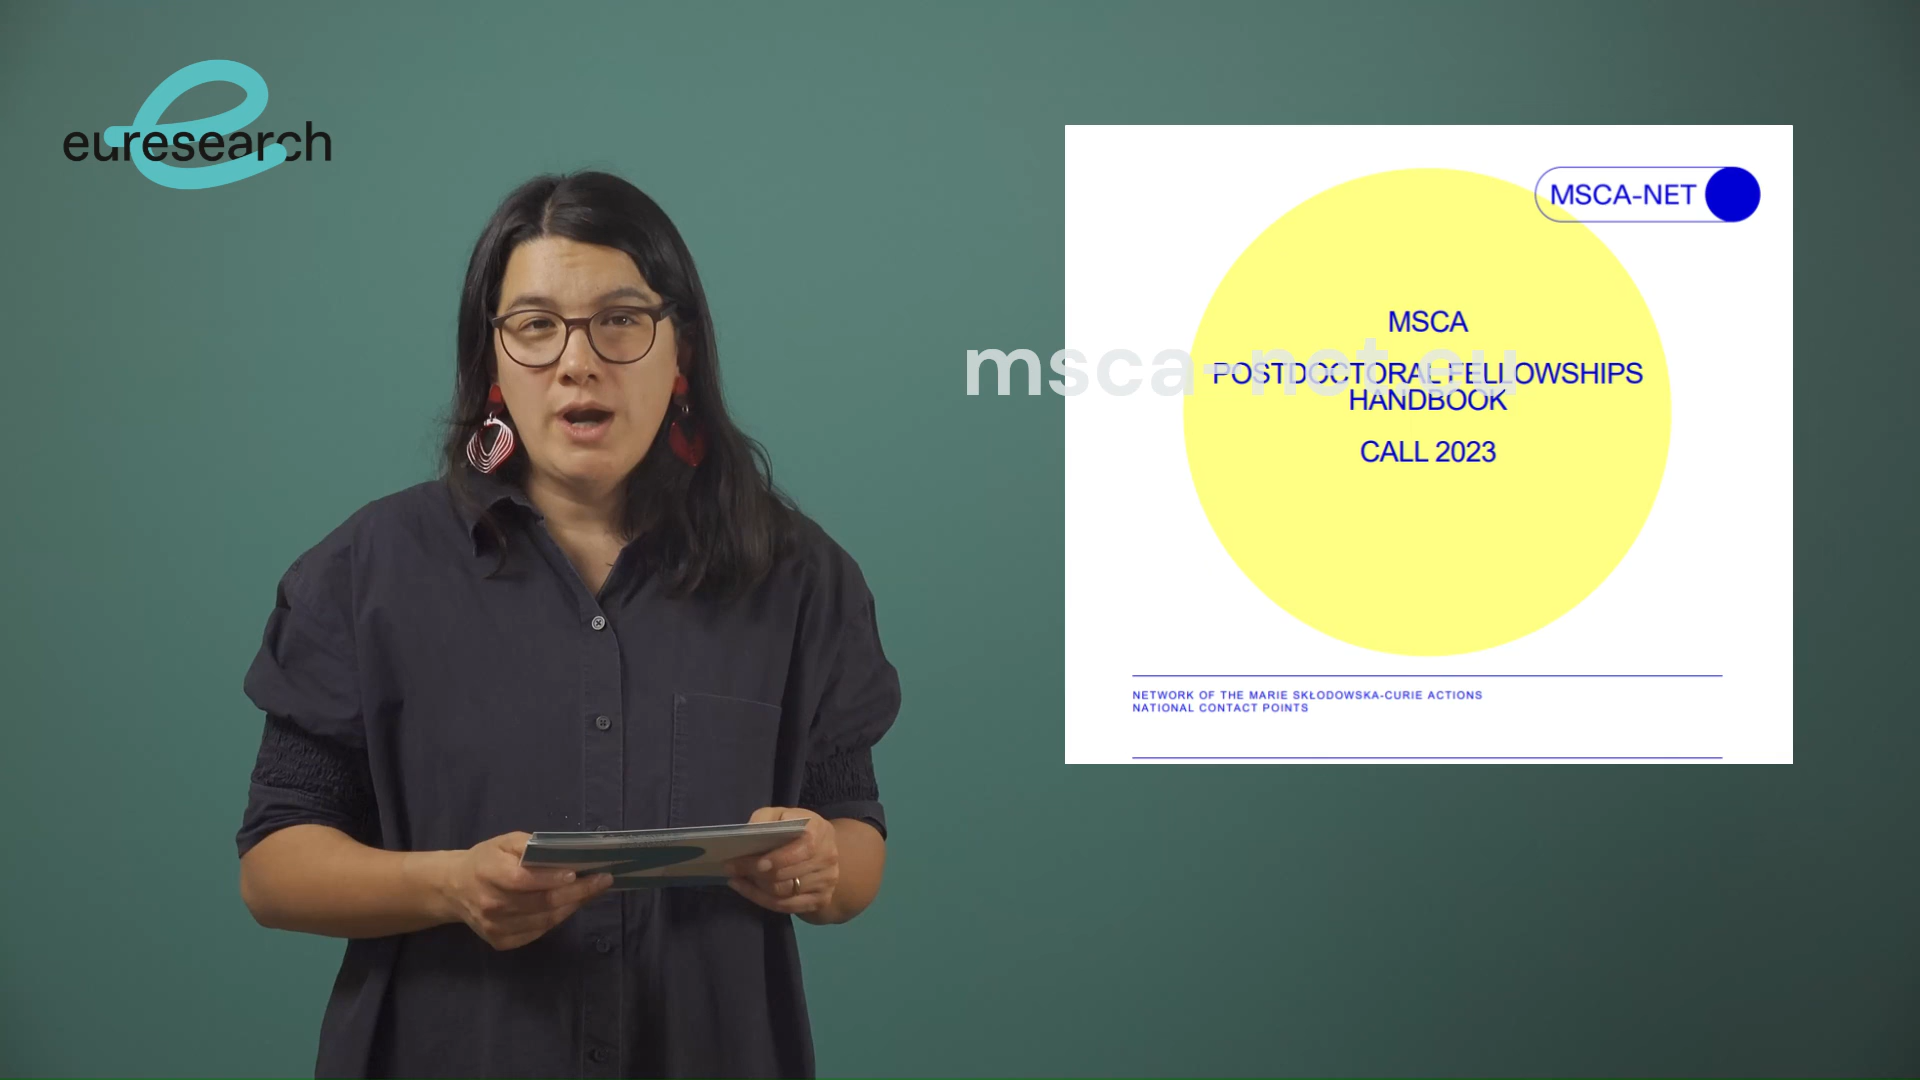 euresearch
MSCA-NET
MSCA
msca-net.eu
POSTDOCTORAL FELLOWSHIPS
HANDBOOK
CALL 2023
NETWORK OF THE MARIE SKŁODOWSKA-CURIE ACTIONS
NATIONAL CONTACT POINTS